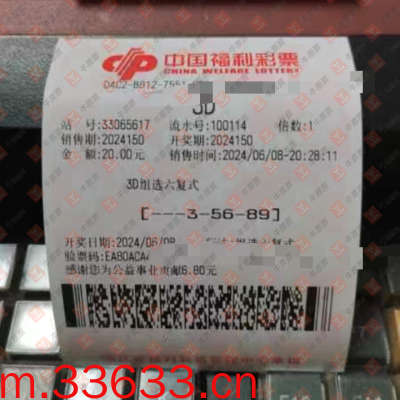 中国福利彩票
CHINA WELFARE LOTTERY
04C2-B812-755
3D
站 号:33065617 流水号:100114 倍数:1
销售期:2024150 开奖期:2024150
金 额:20.00元 销售时间:2024/06/08-20:28:11
3D组选六复式
[---3-56-89]
开奖日期:2024/06/08
验票码:EA80ACA
感谢您为公益事业贡献6.80元
m.33633.cn